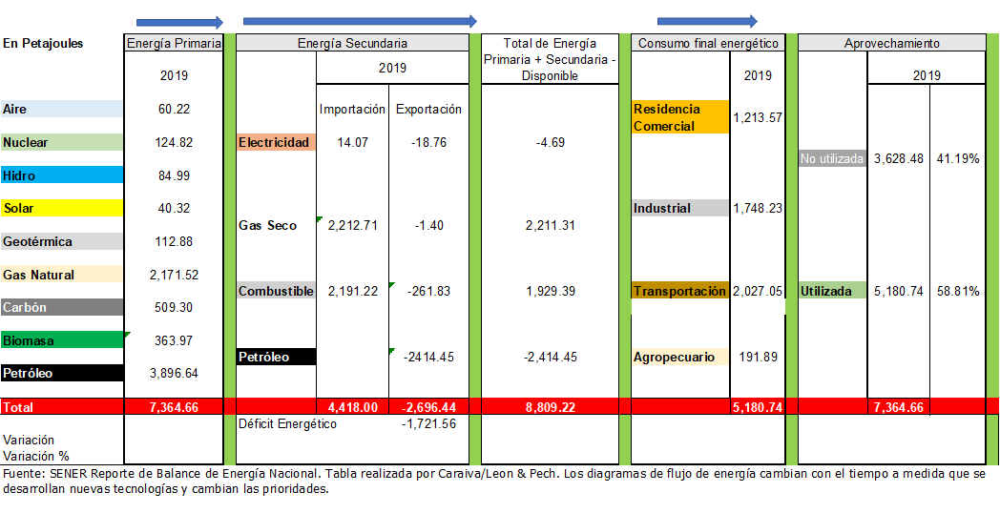 En Petajoules Energía Primaria Energía Secundaria Total de Energía Primaria + Secundaria - Disponible Consumo final energético Aprovechamiento
2019 2019 2019 2019
Importación Exportación
Aire 60.22 Residencia Comercial 1,213.57
Nuclear 124.82 Electricidad 14.07 -18.76 -4.69
No utilizada 3,628.48 41.19%
Hidro 84.99
Solar 40.32 Industrial 1,748.23
Gas Seco 2,212.71 -1.40 2,211.31
Geotérmica 112.88
Gas Natural 2,171.52
Combustible 2,191.22 -261.83 1,929.39 Transportación 2,027.05 Utilizada 5,180.74 58.81%
Carbón 509.30
Biomasa 363.97
Petróleo -2414.45 -2,414.45 Agropecuario 191.89
Petróleo 3,896.64
Total 7,364.66 4,418.00 -2,696.44 8,809.22 5,180.74 7,364.66
Déficit Energético -1,721.56
Variación
Variación %
Fuente: SENER Reporte de Balance de Energía Nacional. Tabla realizada por Caraiva/Leon & Pech. Los diagramas de flujo de energía cambian con el tiempo a medida que se
desarrollan nuevas tecnologías y cambian las prioridades.